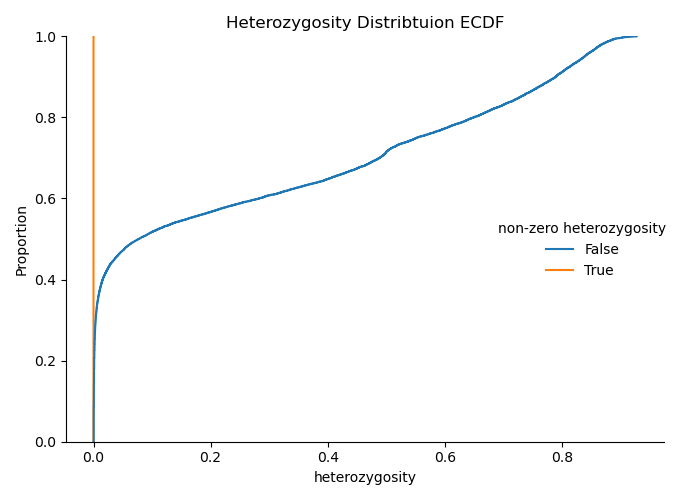 Heterozygosity Distribtuion ECDF
1.0
0.8
0.6
0.4
0.2
0.0
Proportion
non-zero heterozygosity
False
True
0.0 0.2 0.4 0.6 0.8
heterozygosity